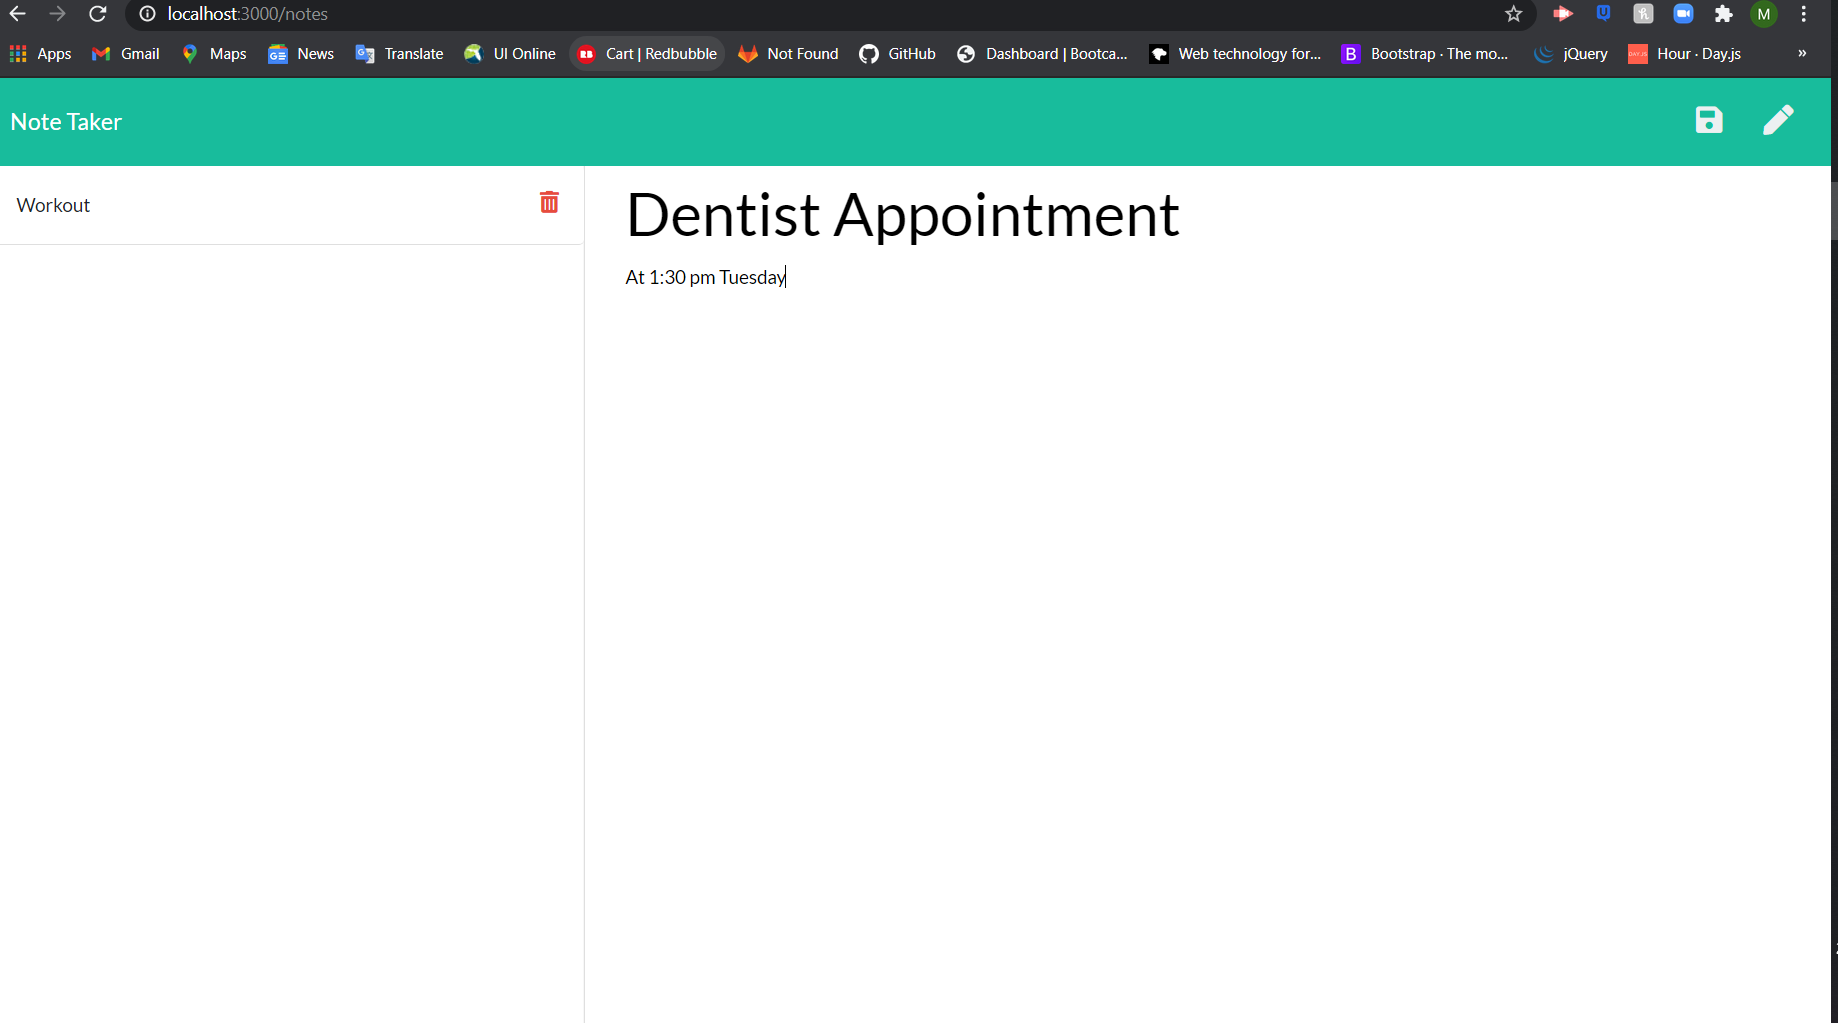 localhost:3000/notes
M
Apps Gmail Maps News Translate UI Online RB Cart | Redbubble Not Found GitHub Dashboard | Bootca... Web technology for... B Bootstrap · The mo... jQuery Hour · Day.js »
Note Taker
Workout
Dentist Appointment
At 1:30 pm Tuesday